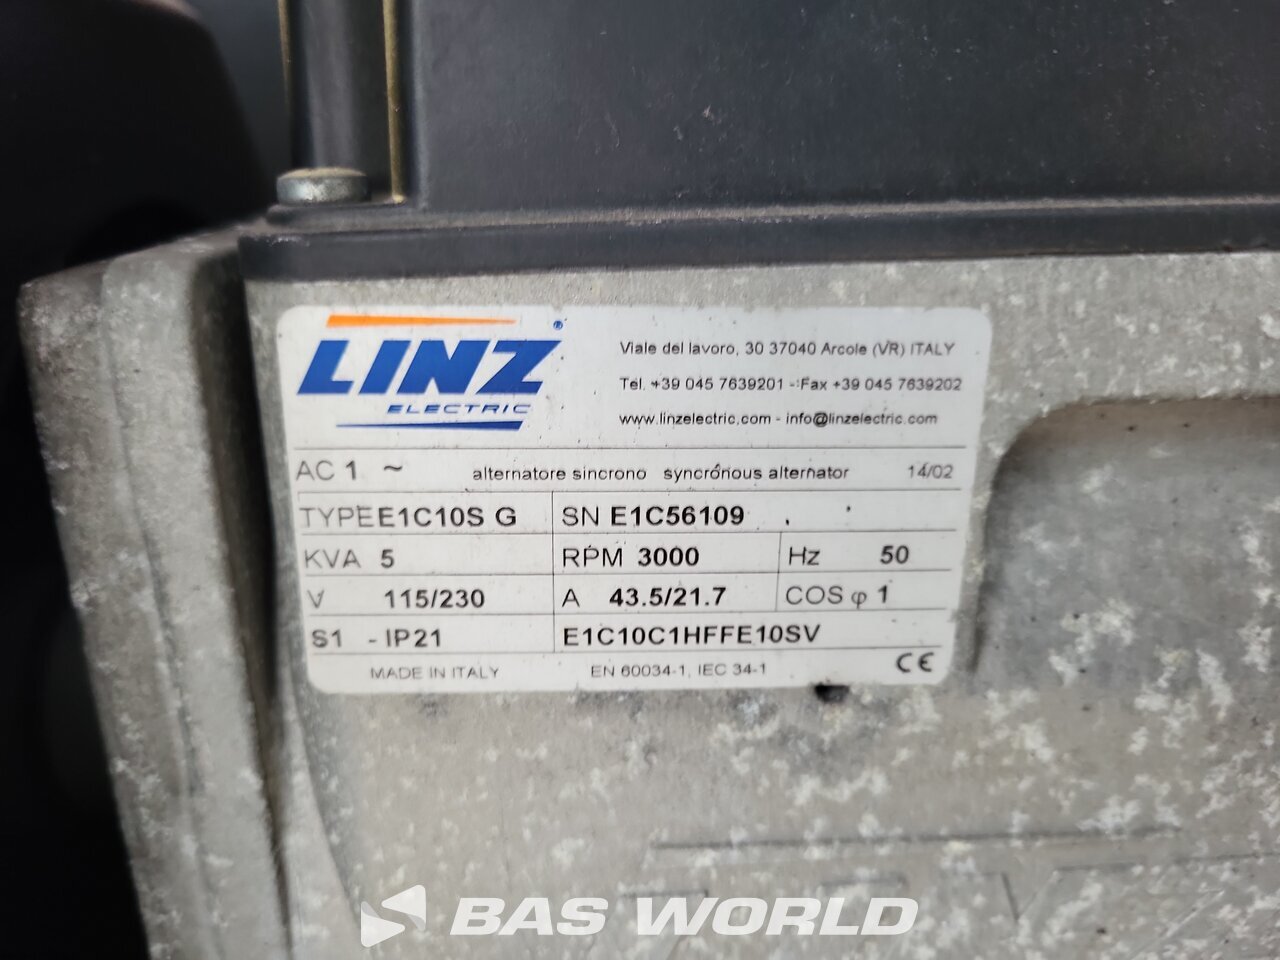 LINZ ®
ELECTRIC
Viale del lavoro, 30 37040 Arcole (VR) ITALY
Tel. +39 045 7639201 - Fax +39 045 7639202
www.linzelectric.com - info@linzelectric.com
AC 1 ~ alternatore sincrono syncrónous alternator 14/02
TYPE E1C10S G SN E1C56109
KVA 5 RPM 3000 Hz 50
V 115/230 A 43.5/21.7 COS φ 1
S1 - IP21 E1C10C1HFFE10SV
MADE IN ITALY EN 60034-1, IEC 34-1 CE
BAS WORLD